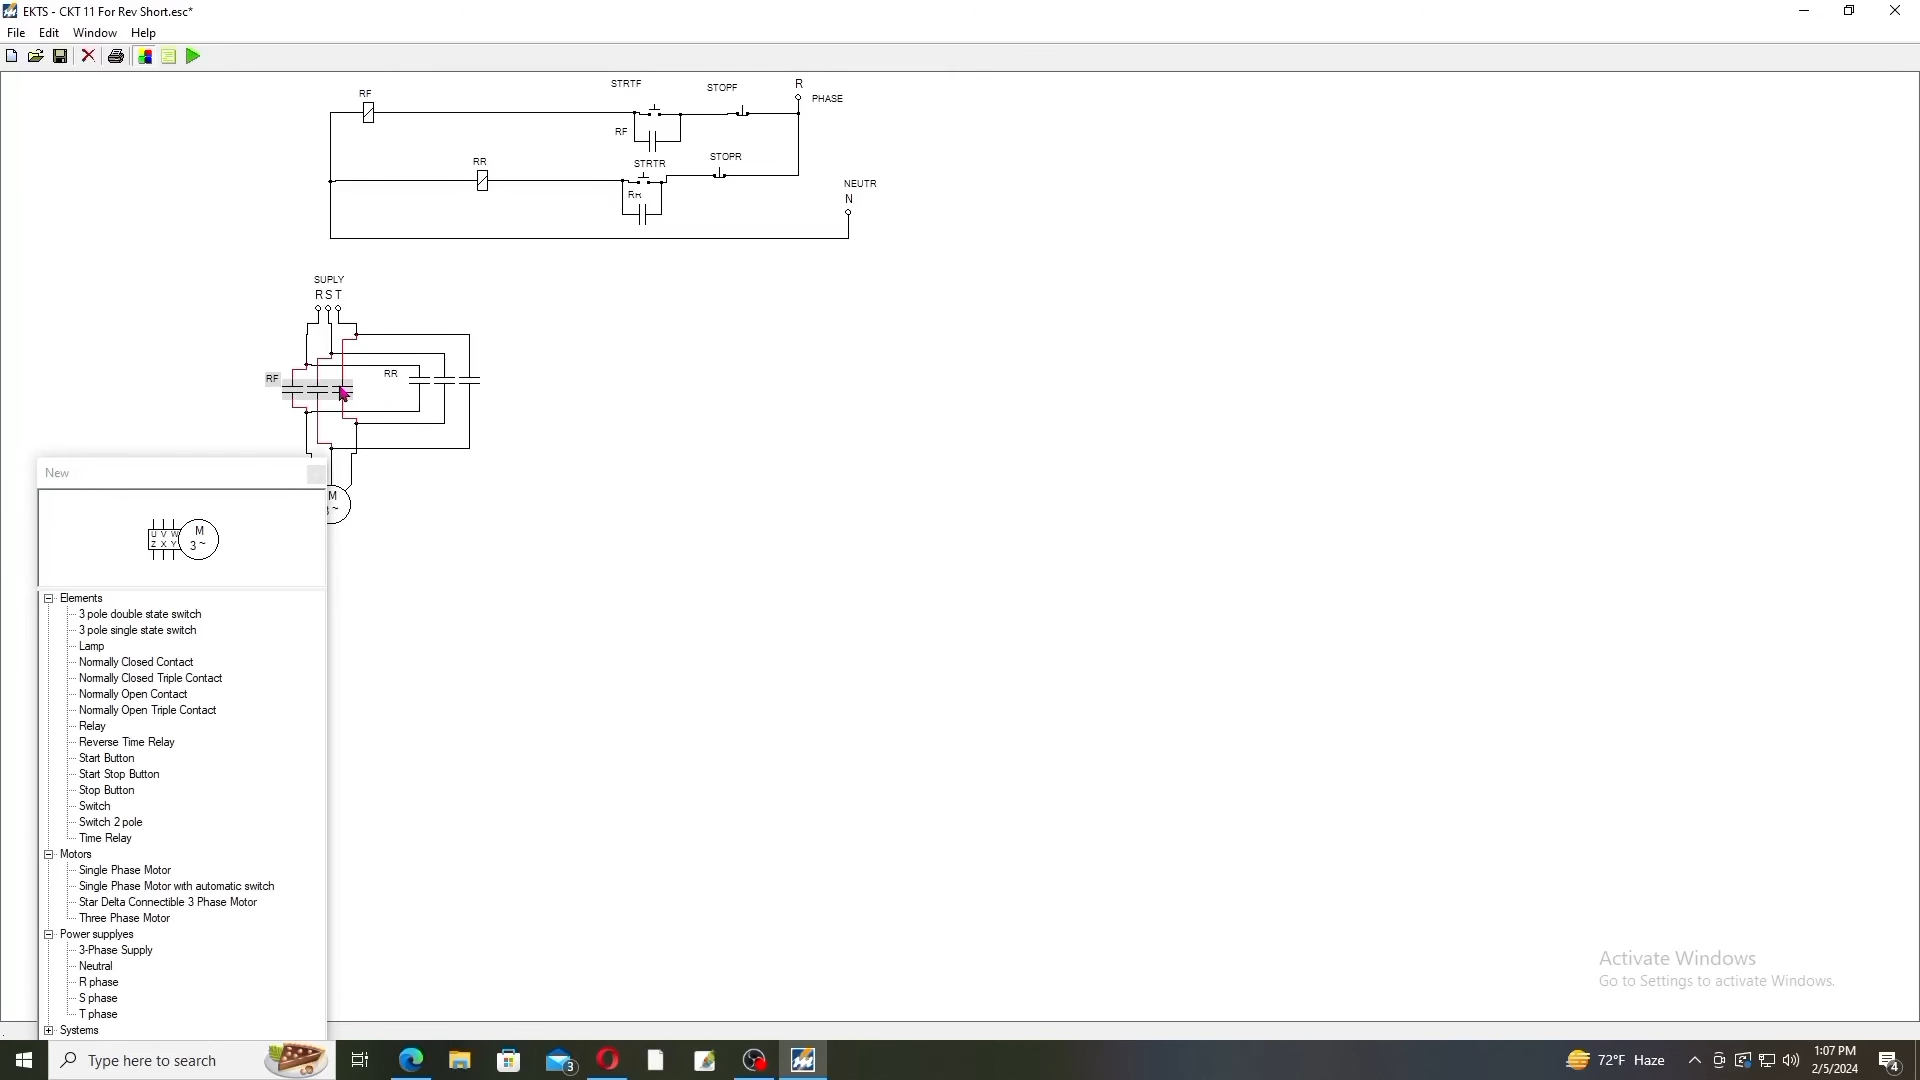 EKTS - CKT 11 For Rev Short.esc*
File Edit Window Help
STRTF
STOPF
R
RF
PHASE
RF
STRTR
STOPR
RR
RR
NEUTR
N
SUPLY
R S T
RF
RR
M
3 ~
New
U V W
Z X Y
M
3 ~
Elements
3 pole double state switch
3 pole single state switch
Lamp
Normally Closed Contact
Normally Closed Triple Contact
Normally Open Contact
Normally Open Triple Contact
Relay
Reverse Time Relay
Start Button
Start Stop Button
Stop Button
Switch
Switch 2 pole
Time Relay
Motors
Single Phase Motor
Single Phase Motor with automatic switch
Star Delta Connectible 3 Phase Motor
Three Phase Motor
Power supplyes
3-Phase Supply
Neutral
R phase
S phase
T phase
Systems
Activate Windows
Go to Settings to activate Windows.
Type here to search
3
72°F Haze
1:07 PM
2/5/2024
4